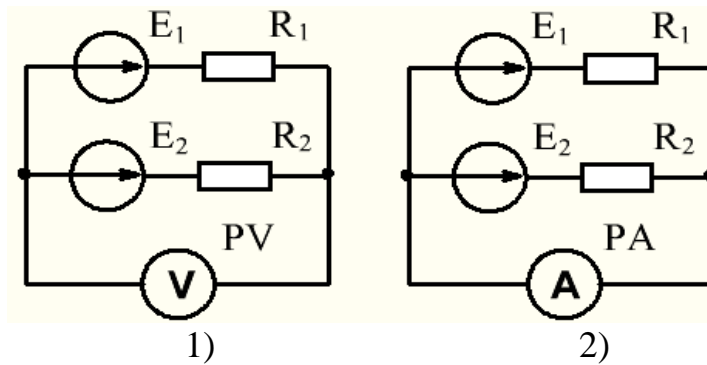 E₁ R₁ E₁ R₁
E₂ R₂ E₂ R₂
PV PA
V A
1) 2)